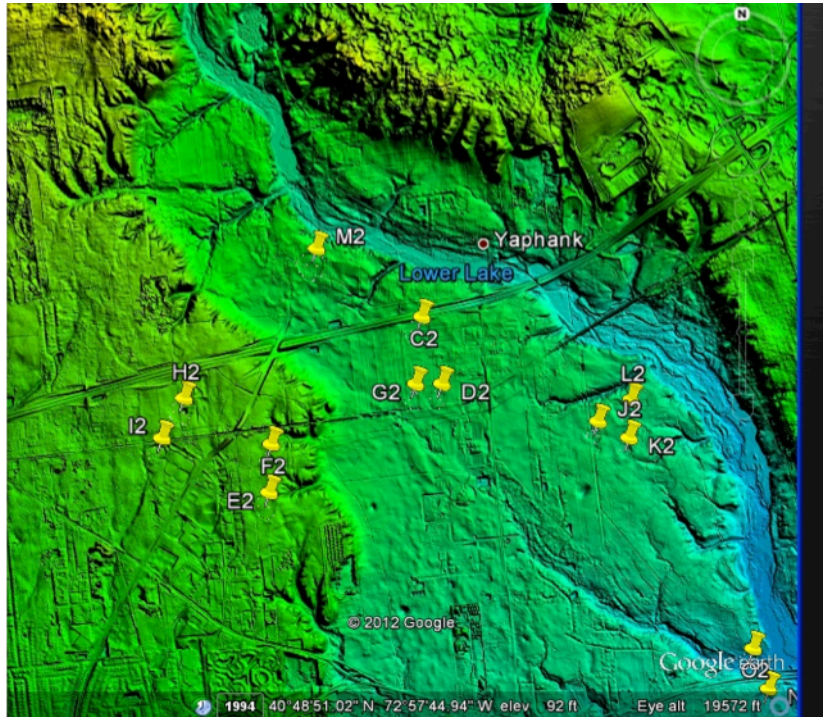 N
M2
Yaphank
Lower Lake
C2
H2
G2
D2
L2
I2
J2
F2
K2
E2
© 2012 Google
Google earth
O2
N
1994 40°48'51.02" N 72°57'44.94" W elev 92 ft Eye alt 19572 ft